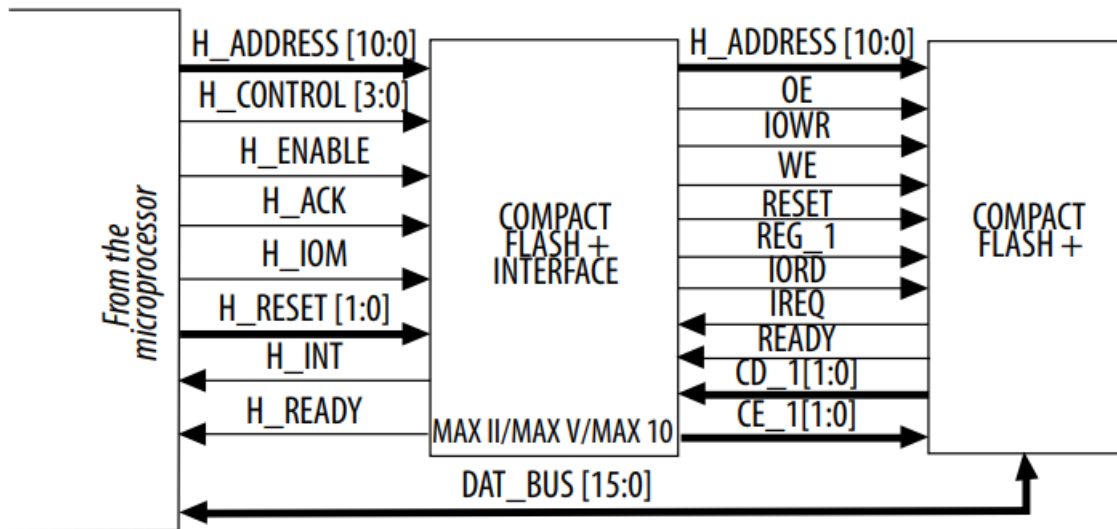 From the
microprocessor
H_ADDRESS [10:0]
H_CONTROL [3:0]
H_ENABLE
H_ACK
H_IOM
H_RESET [1:0]
H_INT
H_READY
COMPACT
FLASH +
INTERFACE
MAX II/MAX V/MAX 10
H_ADDRESS [10:0]
OE
IOWR
WE
RESET
REG_1
IORD
IREQ
READY
CD_1[1:0]
CE_1[1:0]
COMPACT
FLASH +
DAT_BUS [15:0]